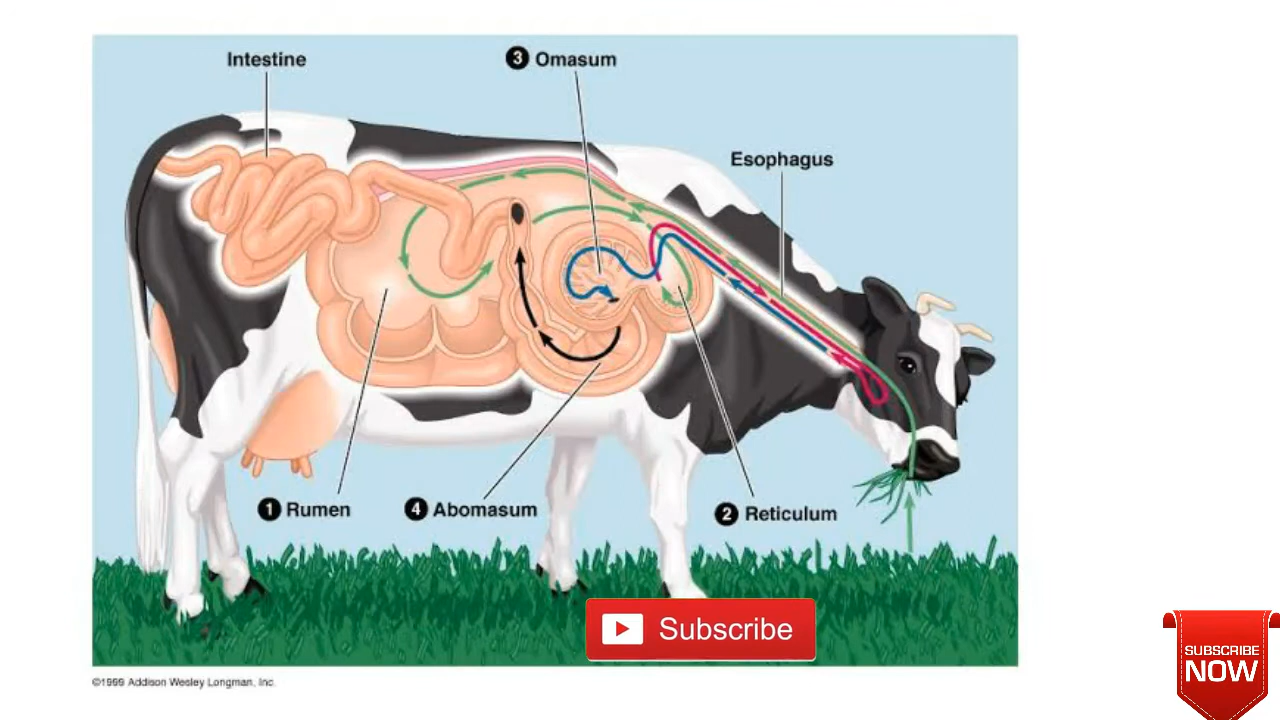 Intestine
3 Omasum
Esophagus
1 Rumen
4 Abomasum
2 Reticulum
Subscribe
SUBSCRIBE
NOW
©1999 Addison Wesley Longman, Inc.